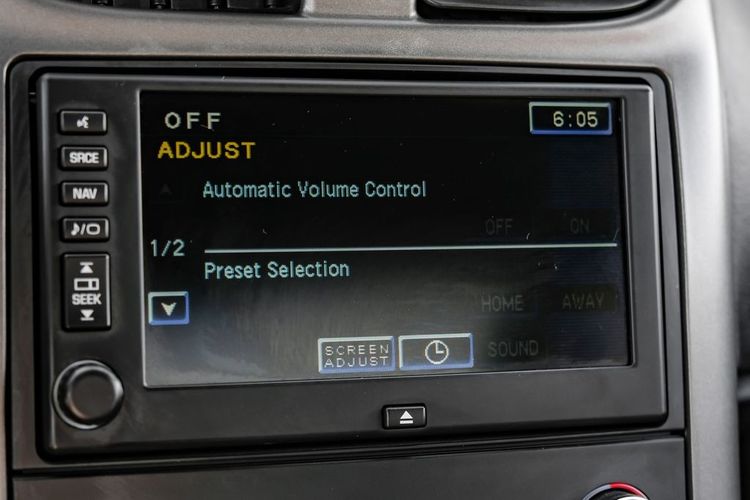 OFF
6:05
ADJUST
Automatic Volume Control
OFF ON
1/2
Preset Selection
HOME AWAY
SCREEN
ADJUST
SOUND
SRCE
NAV
SEEK